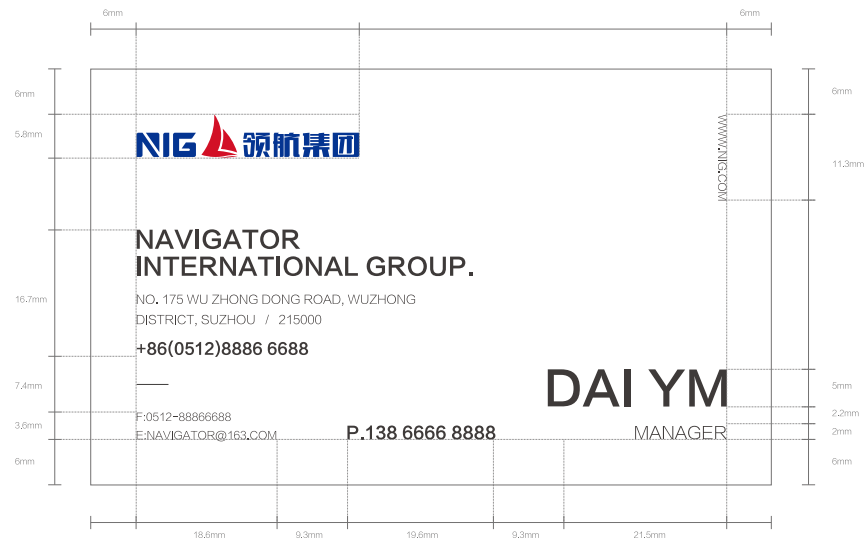 6mm
6mm
6mm
5.8mm
16.7mm
7.4mm
3.6mm
6mm
NIG 领航集团
WWW.NIG.COM
NAVIGATOR
INTERNATIONAL GROUP.
NO. 175 WU ZHONG DONG ROAD, WUZHONG
DISTRICT, SUZHOU / 215000
+86(0512)8886 6688
F:0512-88866688
E:NAVIGATOR@163.COM
P.138 6666 8888
DAI YM
MANAGER
6mm
11.3mm
5mm
2.2mm
2mm
6mm
18.6mm
9.3mm
19.6mm
9.3mm
21.5mm